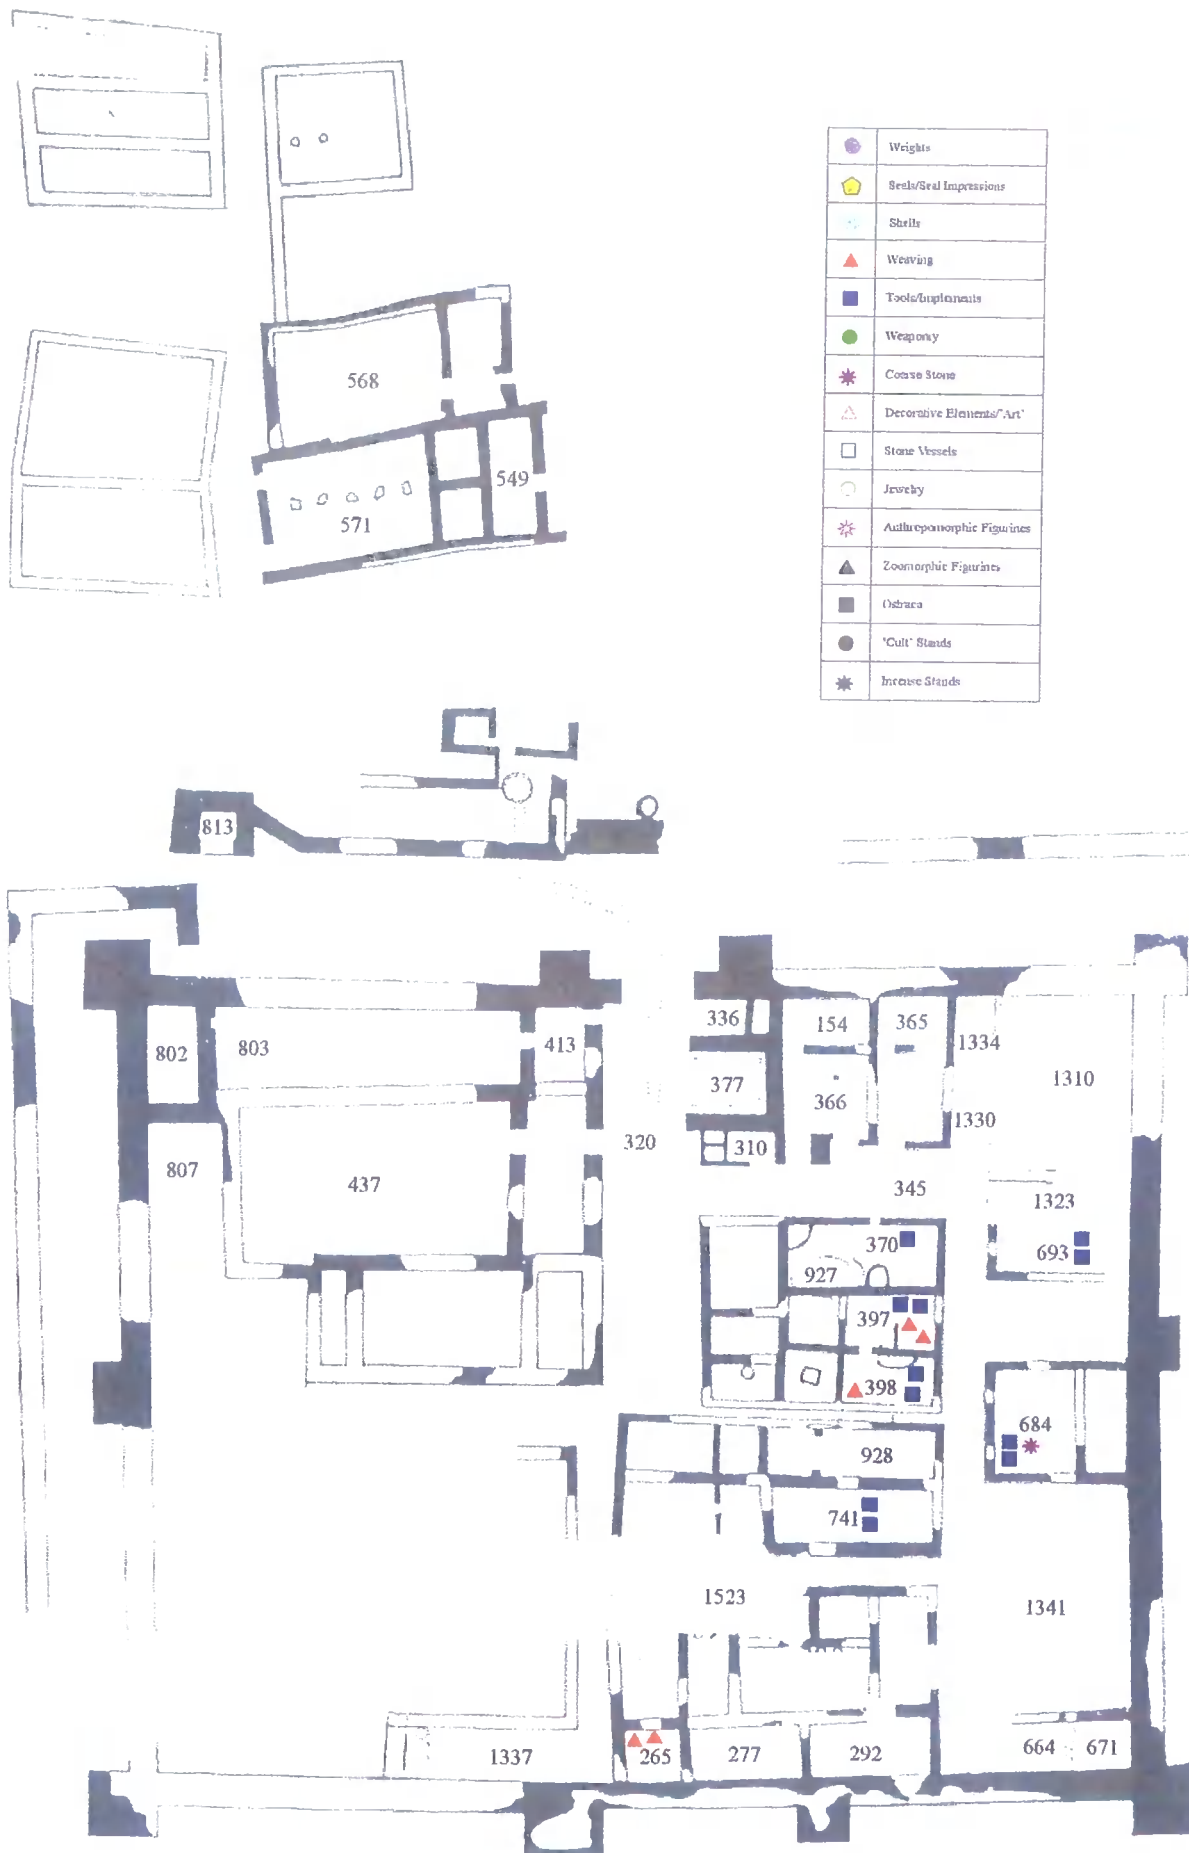 Weights
Seals/Seal Impressions
Shells
Weaving
Tools/Implements
Weaponry
Coarse Stone
Decorative Elements/'Art'
Stone Vessels
Jewelry
Anthropomorphic Figurines
Zoomorphic Figurines
Ostraca
'Cult' Stands
Incense Stands
568
549
571
813
336
154
365
802
803
413
1334
377
1310
366
1330
320
310
807
437
345
1323
370
693
927
397
398
684
928
741
1523
1341
1337
265
277
292
664
671